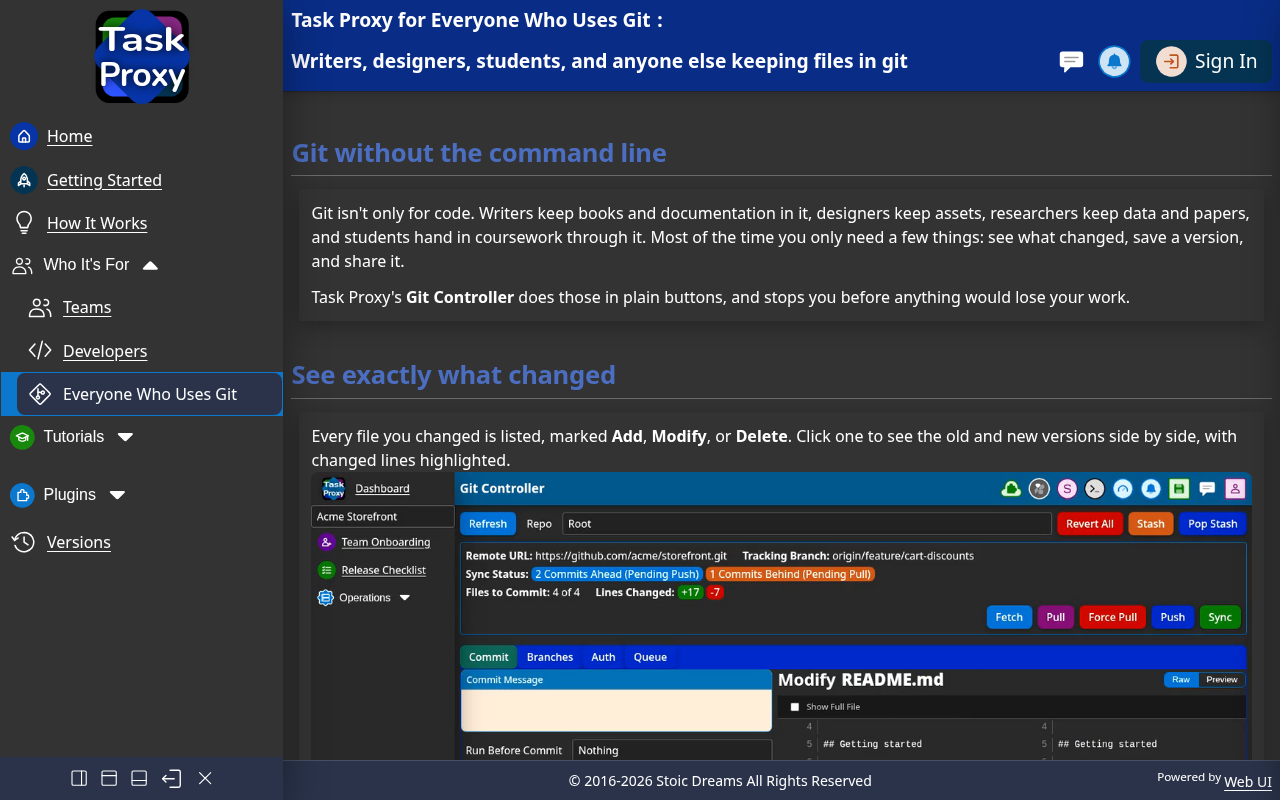 Task Proxy
Home
Getting Started
How It Works
Who It's For
Teams
Developers
Everyone Who Uses Git
Tutorials
Plugins
Versions
Task Proxy for Everyone Who Uses Git :
Writers, designers, students, and anyone else keeping files in git
Sign In
Git without the command line
Git isn't only for code. Writers keep books and documentation in it, designers keep assets, researchers keep data and papers,
and students hand in coursework through it. Most of the time you only need a few things: see what changed, save a version,
and share it.
Task Proxy's Git Controller does those in plain buttons, and stops you before anything would lose your work.
See exactly what changed
Every file you changed is listed, marked Add, Modify, or Delete. Click one to see the old and new versions side by side, with
changed lines highlighted.
Task Proxy
Dashboard
Git Controller
S
Acme Storefront
Refresh Repo Root Revert All Stash Pop Stash
Team Onboarding
Release Checklist
Operations
Remote URL: https://github.com/acme/storefront.git Tracking Branch: origin/feature/cart-discounts
Sync Status: 2 Commits Ahead (Pending Push) 1 Commits Behind (Pending Pull)
Files to Commit: 4 of 4 Lines Changed: +17 -7
Fetch Pull Force Pull Push Sync
Commit Branches Auth Queue
Commit Message
Modify README.md Raw Preview
Show Full File
4 4
5 ## Getting started 5 ## Getting started
Run Before Commit Nothing
© 2016-2026 Stoic Dreams All Rights Reserved
Powered by Web UI